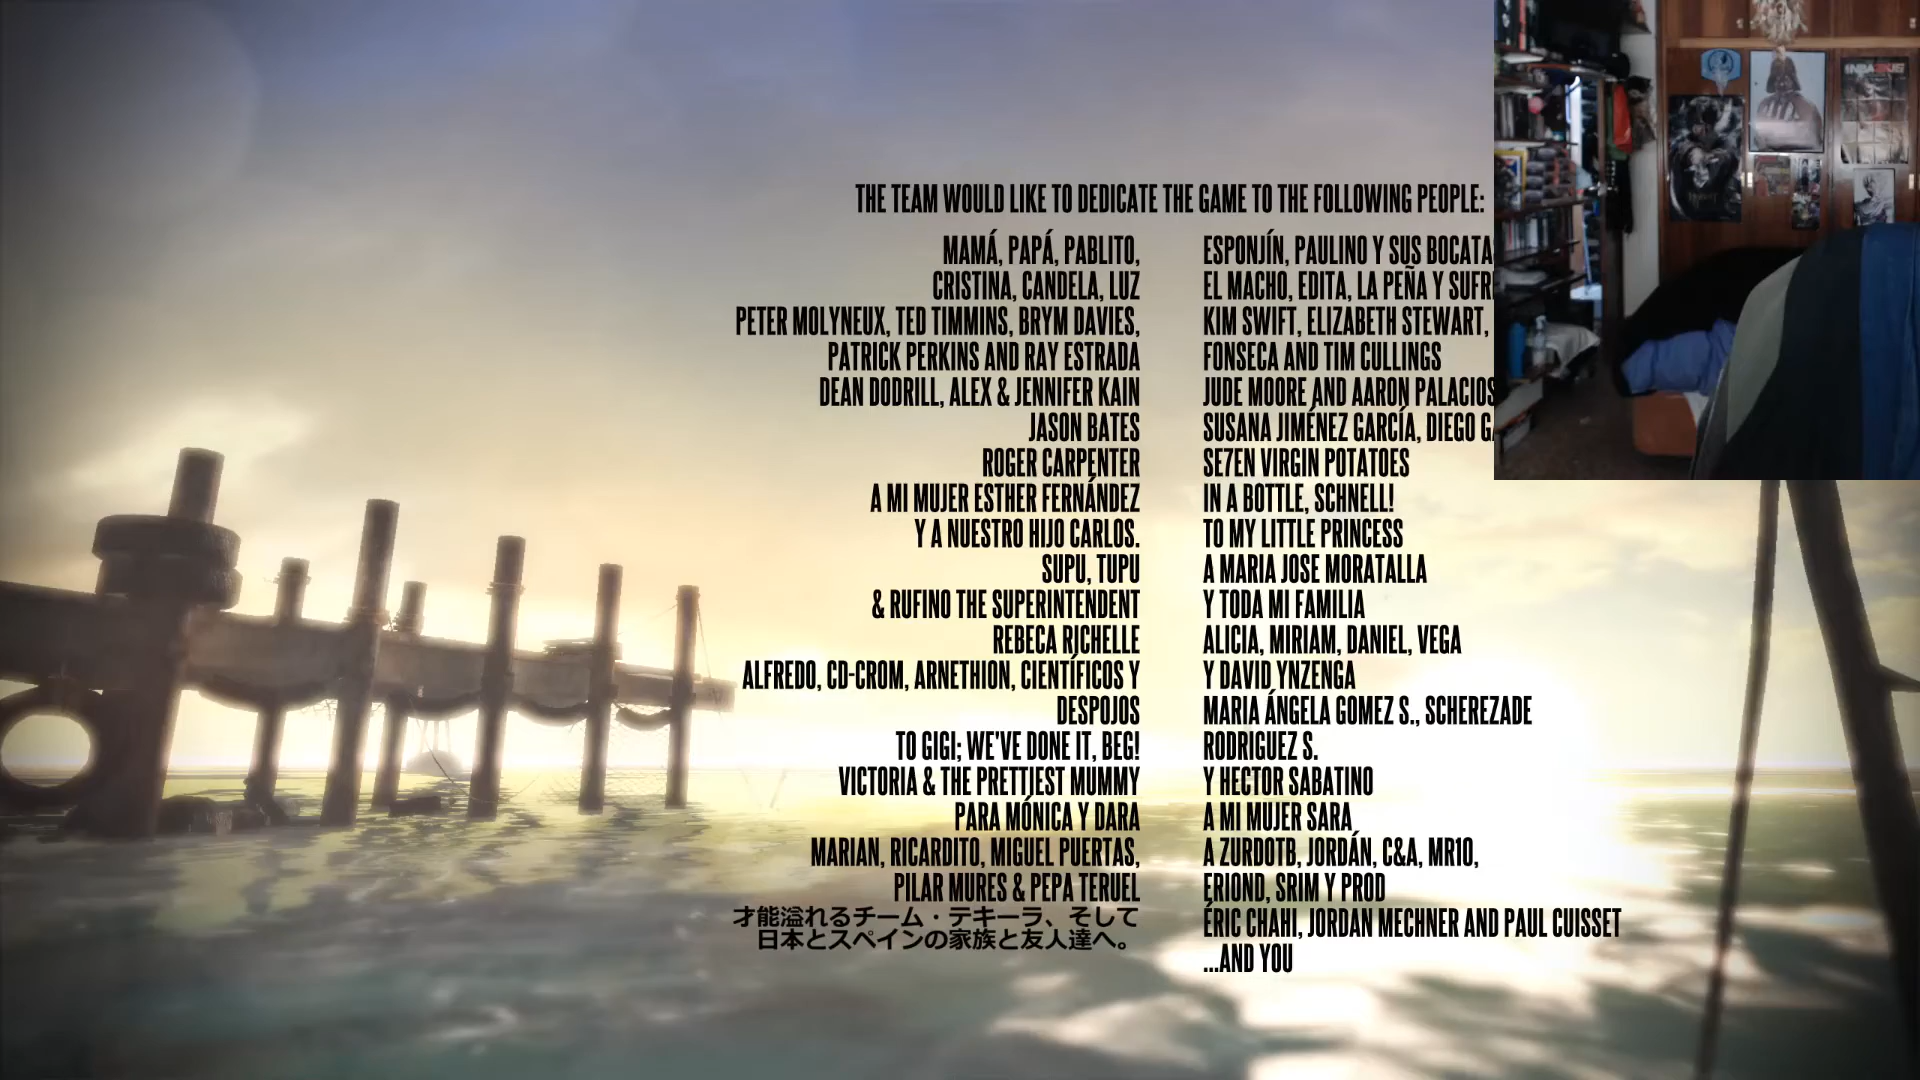 THE TEAM WOULD LIKE TO DEDICATE THE GAME TO THE FOLLOWING PEOPLE:
MAMÁ, PAPÁ, PABLITO,
CRISTINA, CANDELA, LUZ
PETER MOLYNEUX, TED TIMMINS, BRYM DAVIES,
PATRICK PERKINS AND RAY ESTRADA
DEAN DODRILL, ALEX & JENNIFER KAIN
JASON BATES
ROGER CARPENTER
A MI MUJER ESTHER FERNÁNDEZ
Y A NUESTRO HIJO CARLOS.
SUPU, TUPU
& RUFINO THE SUPERINTENDENT
REBECA RICHELLE
ALFREDO, CD-CROM, ARNETHION, CIENTÍFICOS Y
DESPOJOS
TO GIGI; WE'VE DONE IT, BEG!
VICTORIA & THE PRETTIEST MUMMY
PARA MÓNICA Y DARA
MARIAN, RICARDITO, MIGUEL PUERTAS,
PILAR MURES & PEPA TERUEL
才能溢れるチーム・テキーラ、そして
日本とスペインの家族と友人達へ。
ESPONJÍN, PAULINO Y SUS BOCATA
EL MACHO, EDITA, LA PEÑA Y
KIM SWIFT, ELIZABETH STEWART,
FONSECA AND TIM CULLINGS
JUDE MOORE AND AARON PALACIOS
SUSANA JIMÉNEZ GARCÍA, DIEGO
SE7EN VIRGIN POTATOES
IN A BOTTLE, SCHNELL!
TO MY LITTLE PRINCESS
A MARIA JOSE MORATALLA
Y TODA MI FAMILIA
ALICIA, MIRIAM, DANIEL, VEGA
Y DAVID YNZENGA
MARIA ÁNGELA GOMEZ S., SCHEREZADE
RODRIGUEZ S.
Y HECTOR SABATINO
A MI MUJER SARA
A ZURDOTB, JORDÁN, C&A, MR10,
ERIOND, SRIM Y PROD
ÉRIC CHAHI, JORDAN MECHNER AND PAUL CUISSET
...AND YOU